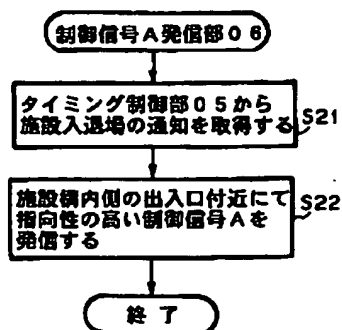 制御信号A発信部06
タイミング制御部05から
施設入退場の通知を取得する
S21
施設構内側の出入口付近にて
指向性の高い制御信号Aを
発信する
S22
終了